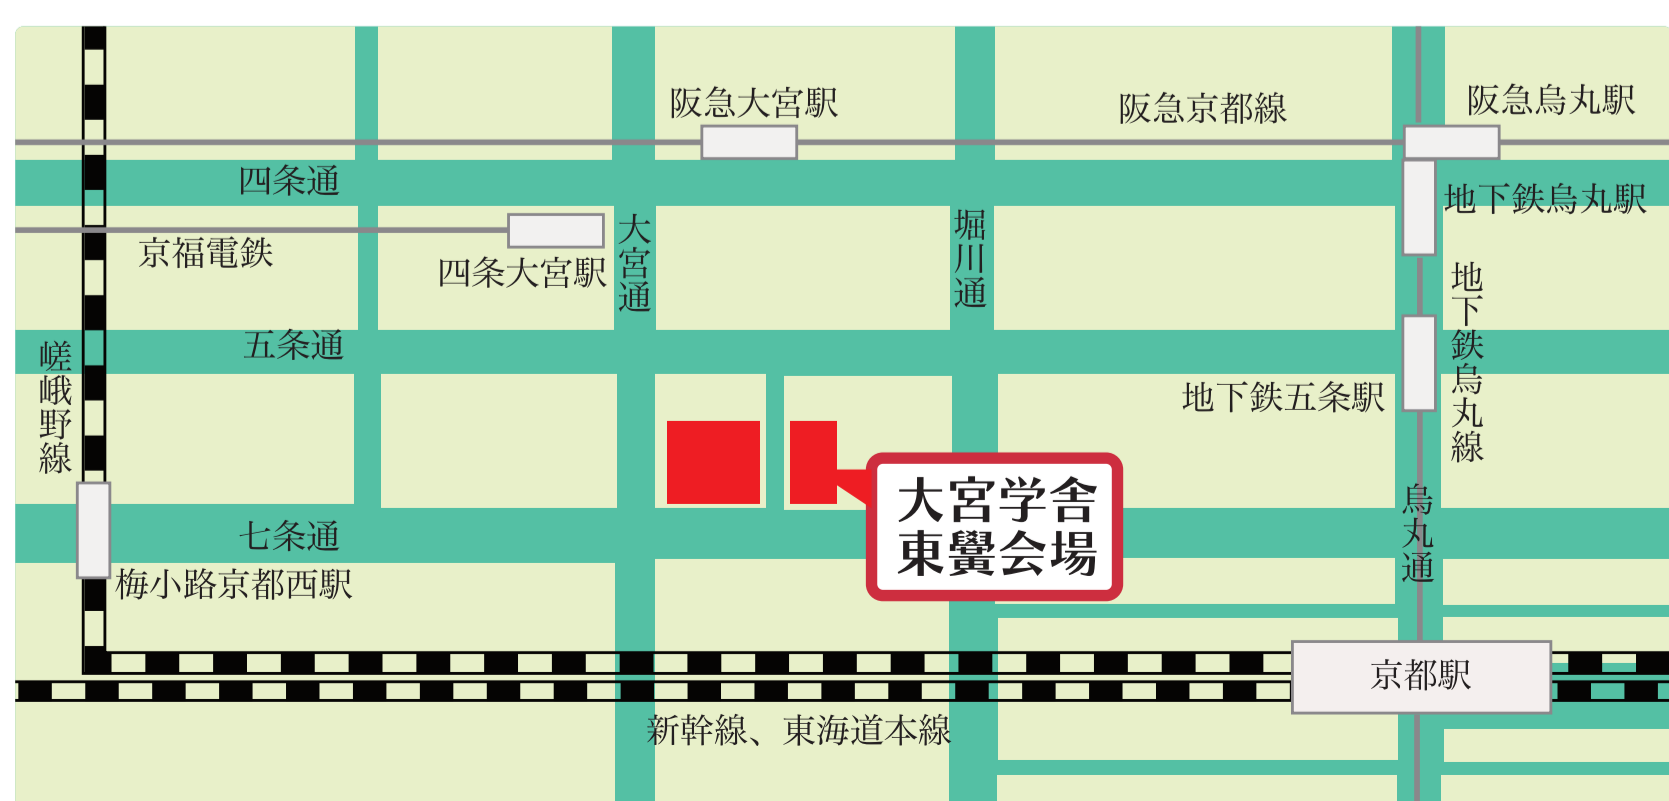 阪急大宮駅
阪急京都線
阪急烏丸駅
四条通
地下鉄烏丸駅
京福電鉄
四条大宮駅
大宮通
堀川通
地下鉄烏丸線
五条通
嵯峨野線
地下鉄五条駅
大宮学舎
東黌会場
烏丸通
七条通
梅小路京都西駅
京都駅
新幹線、東海道本線